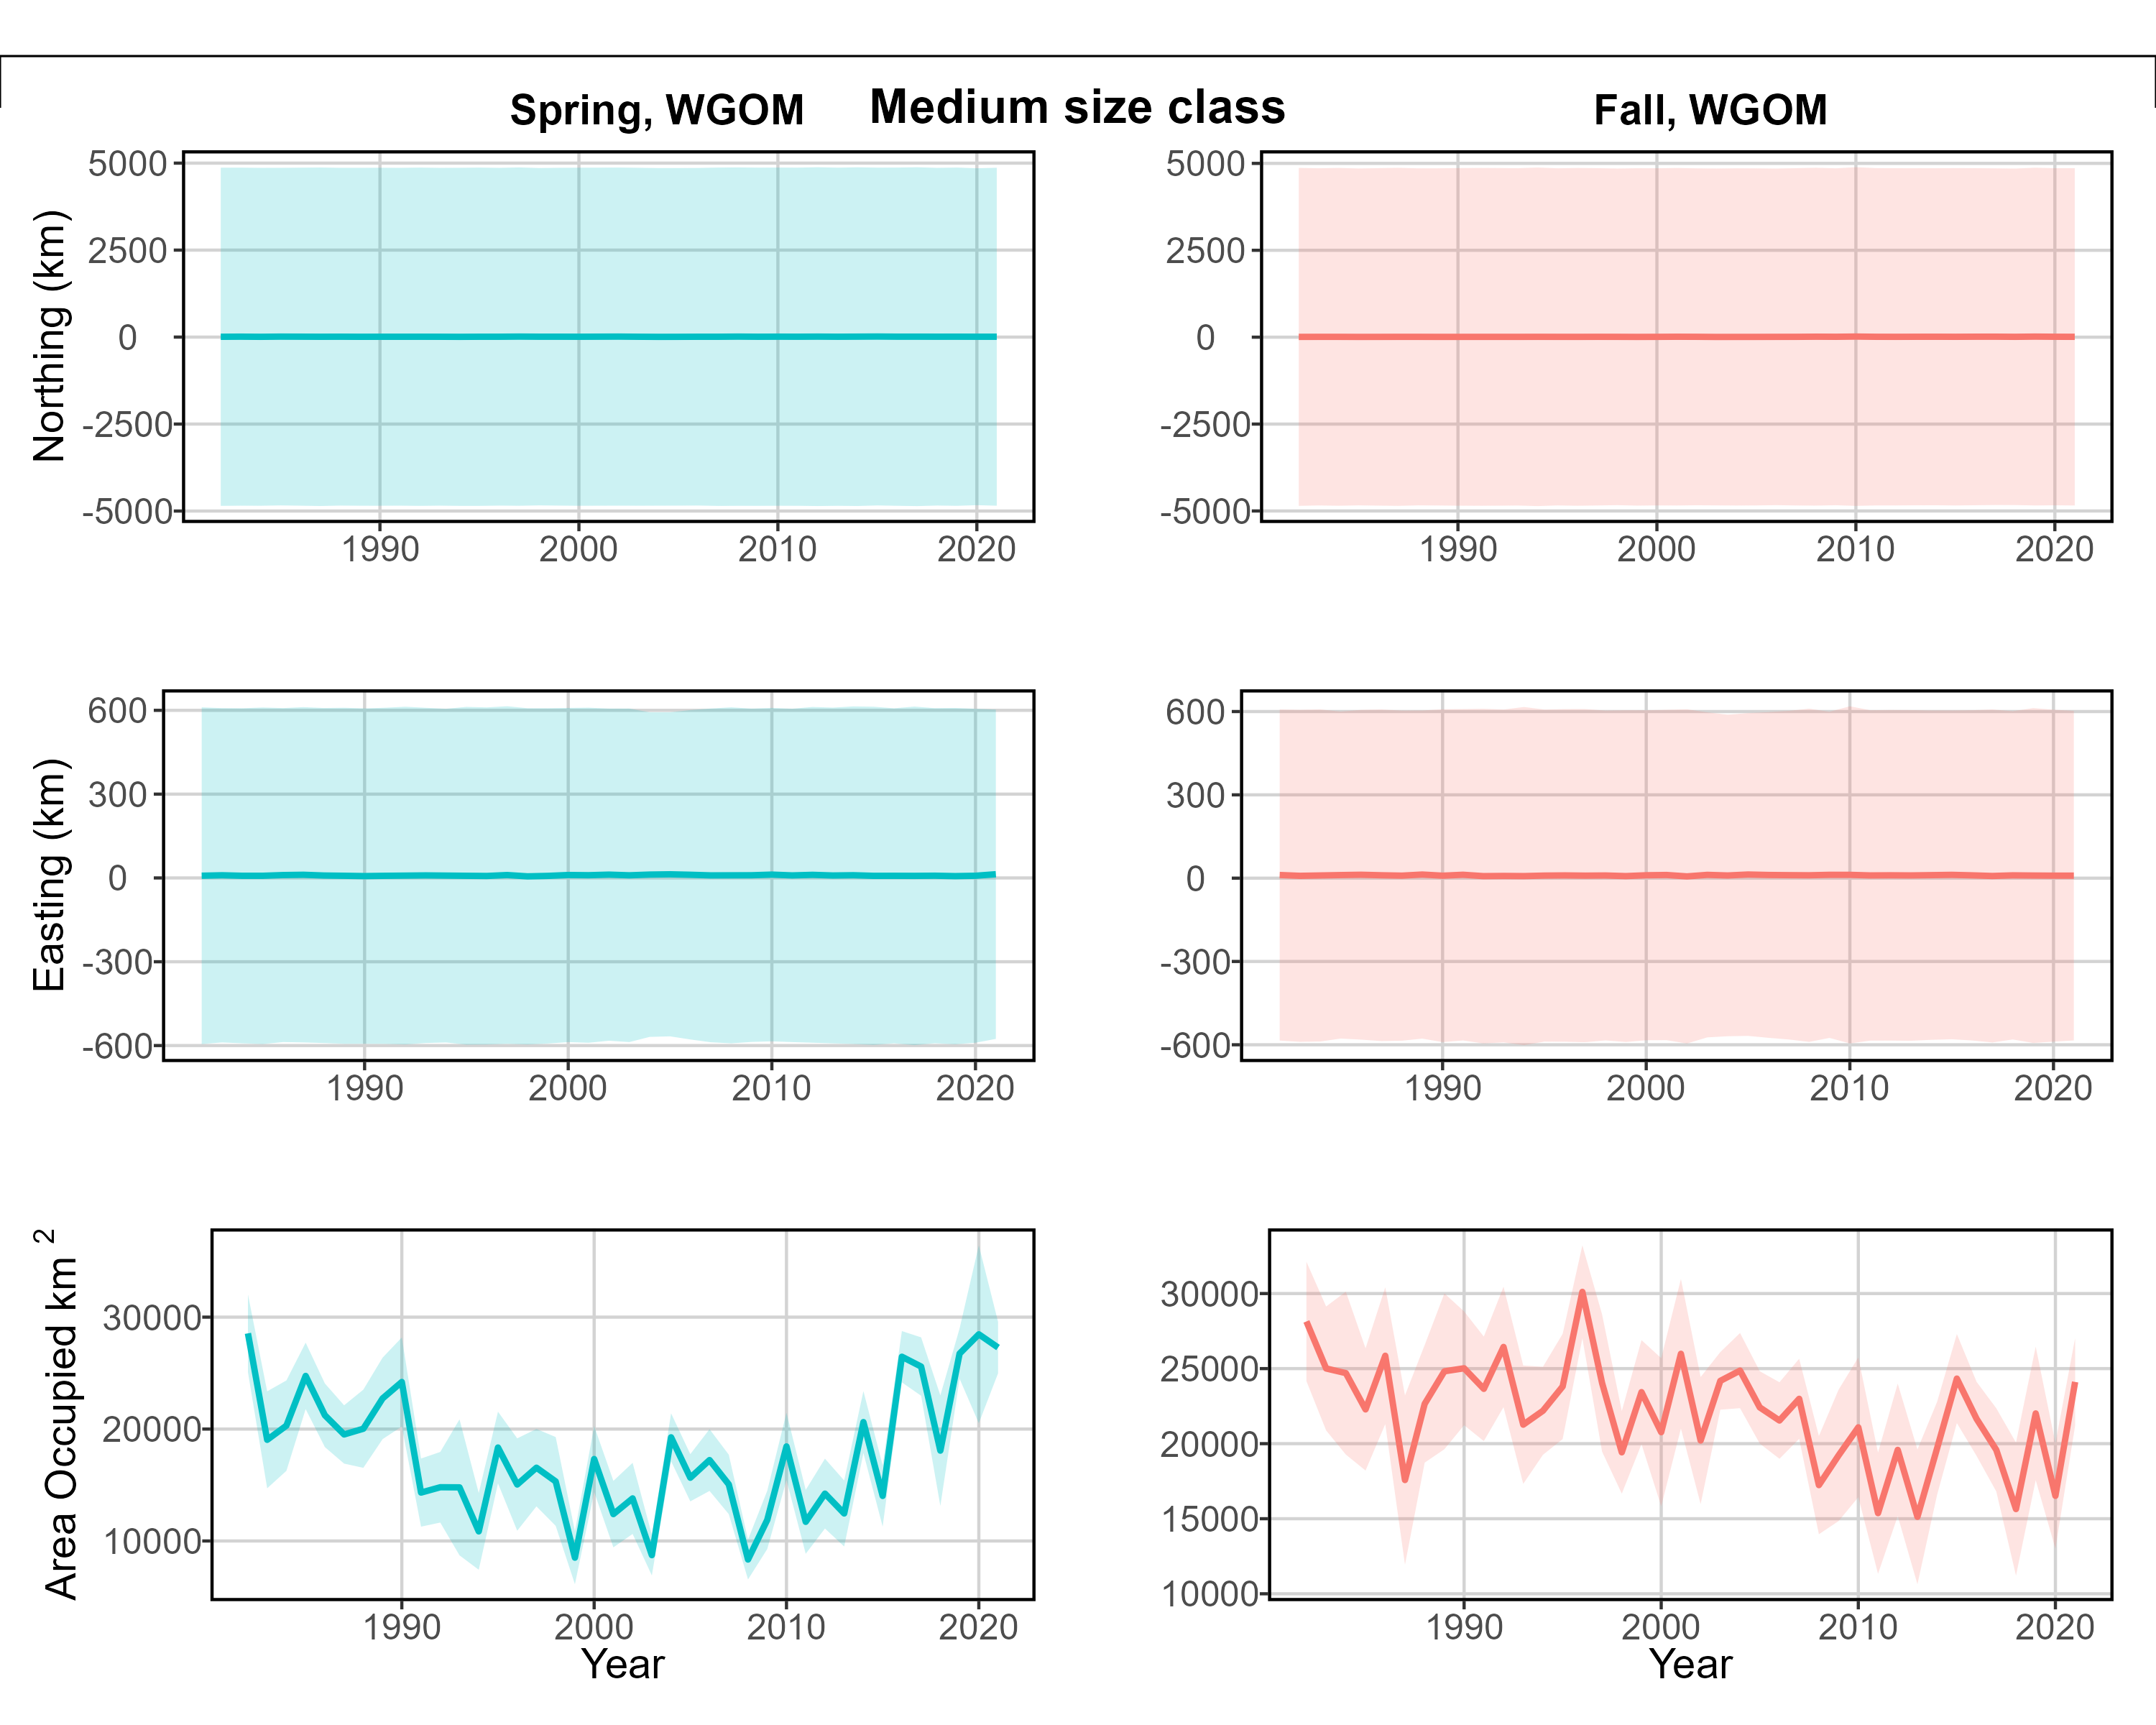 Spring, WGOM
Medium size class
Fall, WGOM
Northing (km)
5000
2500
0
-2500
-5000
1990 2000 2010 2020
5000
2500
0
-2500
-5000
1990 2000 2010 2020
Easting (km)
600
300
0
-300
-600
1990 2000 2010 2020
600
300
0
-300
-600
1990 2000 2010 2020
Area Occupied km 2
30000
20000
10000
1990 2000 2010 2020
Year
30000
25000
20000
15000
10000
1990 2000 2010 2020
Year